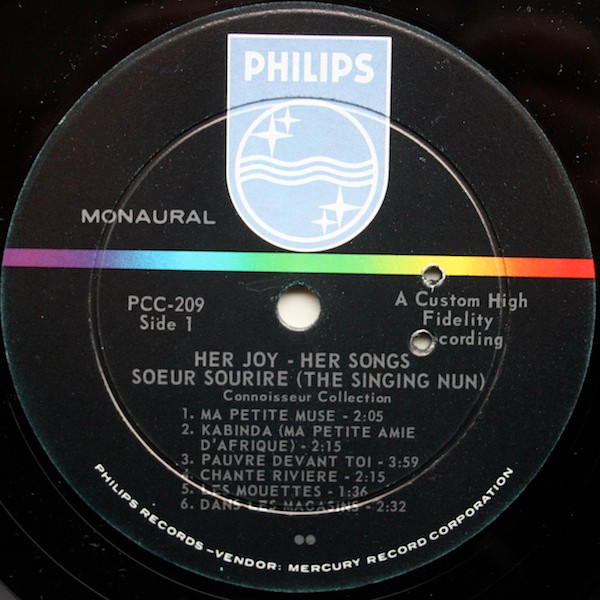 PHILIPS
MONAURAL
PCC-209
Side 1
A Custom High
Fidelity
ecording
HER JOY - HER SONGS
SOEUR SOURIRE (THE SINGING NUN)
Connoisseur Collection
1. MA PETITE MUSE - 2:05
2. KABINDA (MA PETITE AMIE
D'AFRIQUE) - 2:15
3. PAUVRE DEVANT TOI - 3:59
4. CHANTE RIVIERE - 2:15
5. LES MOUETTES - 1:36
6. DANS LES MAGASINS - 2:32
PHILIPS RECORDS -VENDOR: MERCURY RECORD CORPORATION